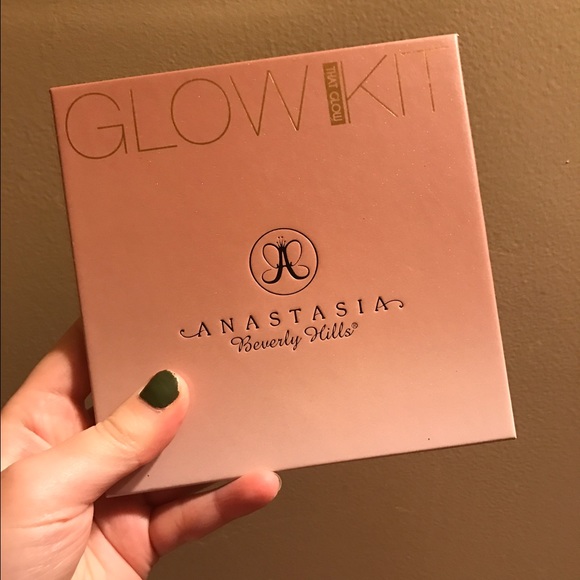 GLOW THAT GLOW KIT
A
ANASTASIA
Beverly Hills®